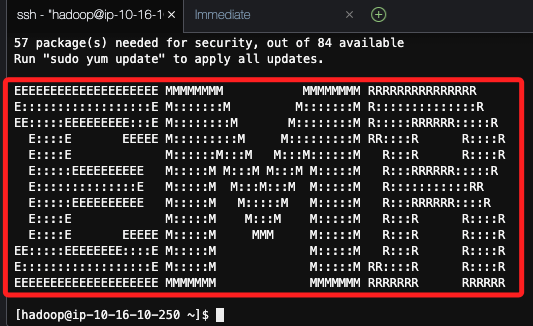 ssh - "hadoop@ip-10-16-1 × Immediate ×
57 package(s) needed for security, out of 84 available
Run "sudo yum update" to apply all updates.
EEEEEEEEEEEEEEEEEEEE MMMMMMMM           MMMMMMMM RRRRRRRRRRRRRRR
E::::::::::::::::::E M:::::::M         M:::::::M R::::::::::::::R
EE:::::EEEEEEEEE:::E M::::::::M       M::::::::M R:::::RRRRRR:::::R
  E::::E       EEEEE M:::::::::M     M:::::::::M RR::::R      R::::R
  E::::E             M::::::M:::M   M:::M::::::M   R:::R      R::::R
  E:::::EEEEEEEEEE   M:::::M M:::M M:::M M:::::M   R:::RRRRRR:::::R
  E::::::::::::::E   M:::::M  M:::M:::M  M:::::M   R:::::::::::RR
  E:::::EEEEEEEEEE   M:::::M   M:::::M   M:::::M   R:::RRRRRR::::R
  E::::E             M:::::M    M:::M    M:::::M   R:::R      R::::R
  E::::E       EEEEE M:::::M     MMM     M:::::M   R:::R      R::::R
EE:::::EEEEEEEE::::E M:::::M             M:::::M   R:::R      R::::R
E::::::::::::::::::E M:::::M             M:::::M RR::::R      R::::R
EEEEEEEEEEEEEEEEEEEE MMMMMMM             MMMMMMM RRRRRRR      RRRRRR
[hadoop@ip-10-16-10-250 ~]$